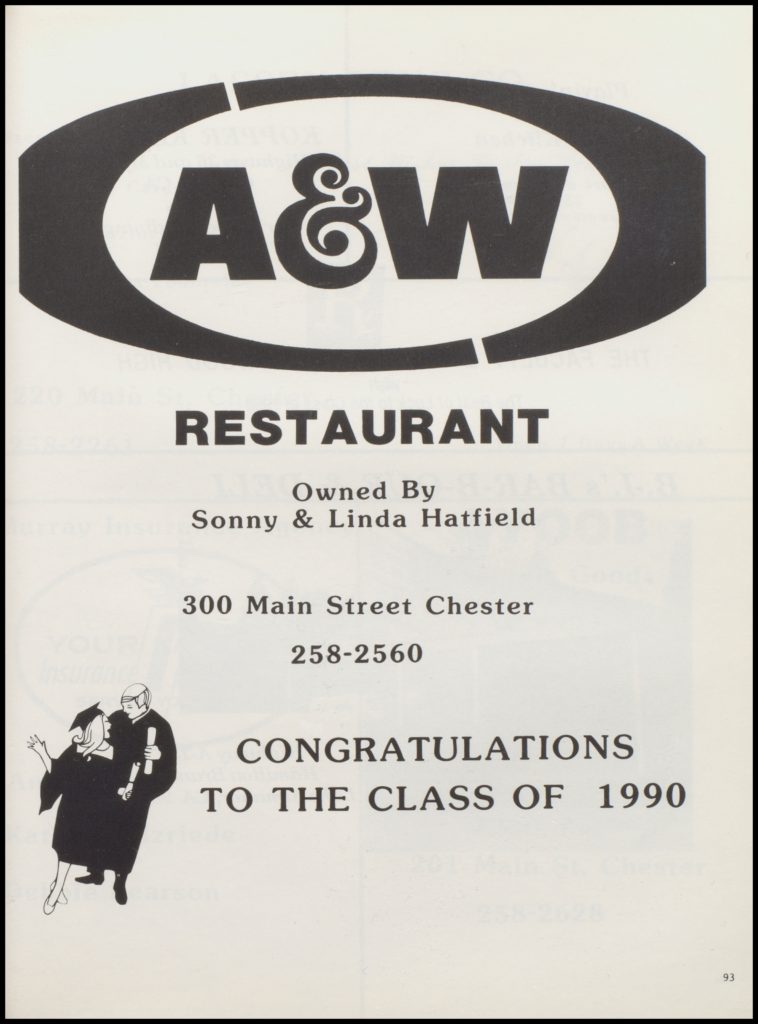 A&W
RESTAURANT
Owned By
Sonny & Linda Hatfield
300 Main Street Chester
258-2560
CONGRATULATIONS
TO THE CLASS OF 1990
93